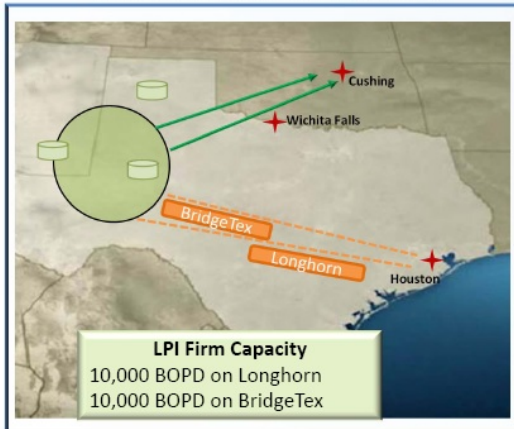 Cushing
Wichita Falls
BridgeTex
Longhorn
Houston
LPI Firm Capacity
10,000 BOPD on Longhorn
10,000 BOPD on BridgeTex